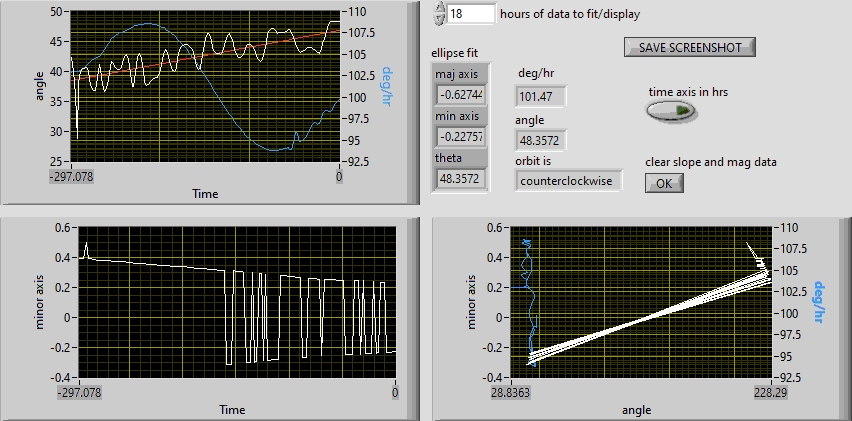 50
45
40
35
30
25
angle
110
107.5
105
102.5
100
97.5
95
92.5
deg/hr
-297.078
0
Time
18
hours of data to fit/display
SAVE SCREENSHOT
ellipse fit
maj axis
-0.62744
min axis
-0.22757
theta
48.3572
deg/hr
101.47
angle
48.3572
orbit is
counterclockwise
time axis in hrs
clear slope and mag data
OK
0.6
0.4
0.2
0
-0.2
-0.4
minor axis
-297.078
0
Time
0.6
0.4
0.2
0
-0.2
-0.4
minor axis
110
107.5
105
102.5
100
97.5
95
92.5
deg/hr
28.8363
228.29
angle